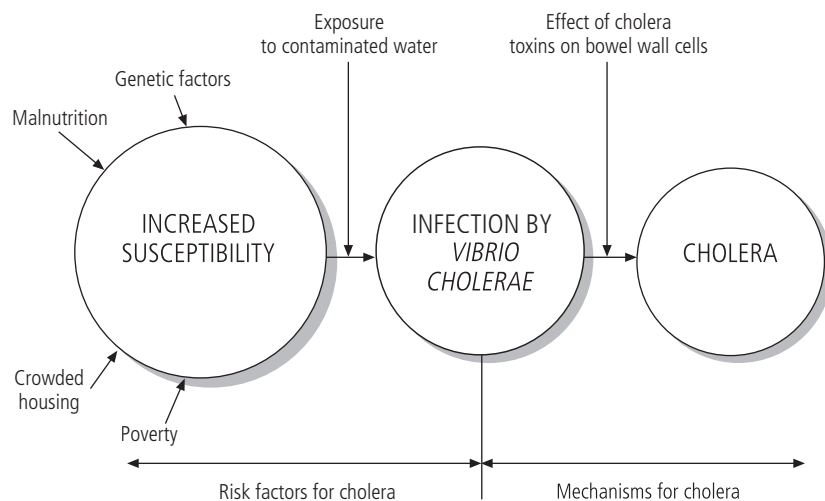 Exposure
to contaminated water
Effect of cholera
toxins on bowel wall cells
Genetic factors
Malnutrition
INCREASED
SUSCEPTIBILITY
INFECTION BY
VIBRIO
CHOLERAE
CHOLERA
Crowded
housing
Poverty
Risk factors for cholera
Mechanisms for cholera